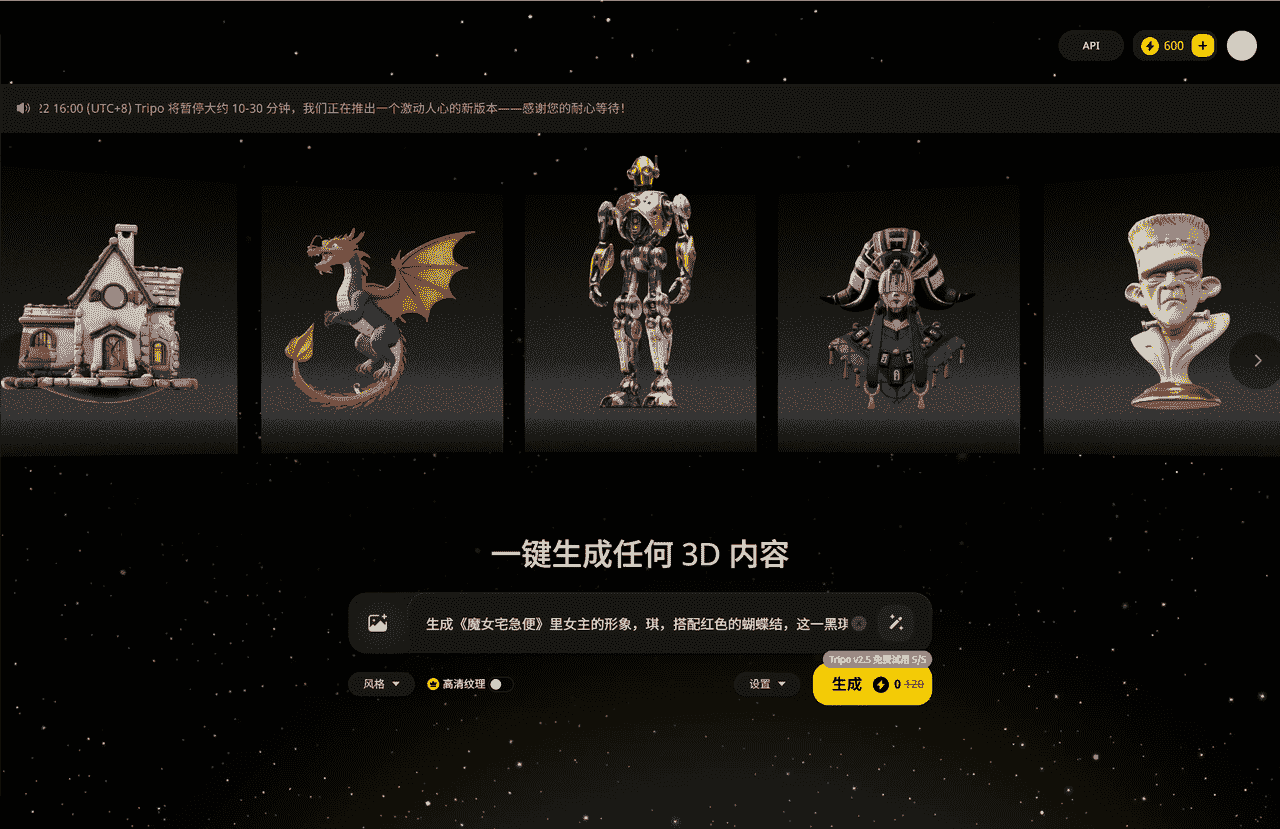 API
600
22 16:00 (UTC+8) Tripo 将暂停大约 10-30 分钟，我们正在推出一个激动人心的新版本——感谢您的耐心等待！
一键生成任何 3D 内容
生成《魔女宅急便》里女主的形象，琪，搭配红色的蝴蝶结，这一黑琪
Tripo v2.5 免费试用 5/5
风格
高清纹理
设置
生成 0 120